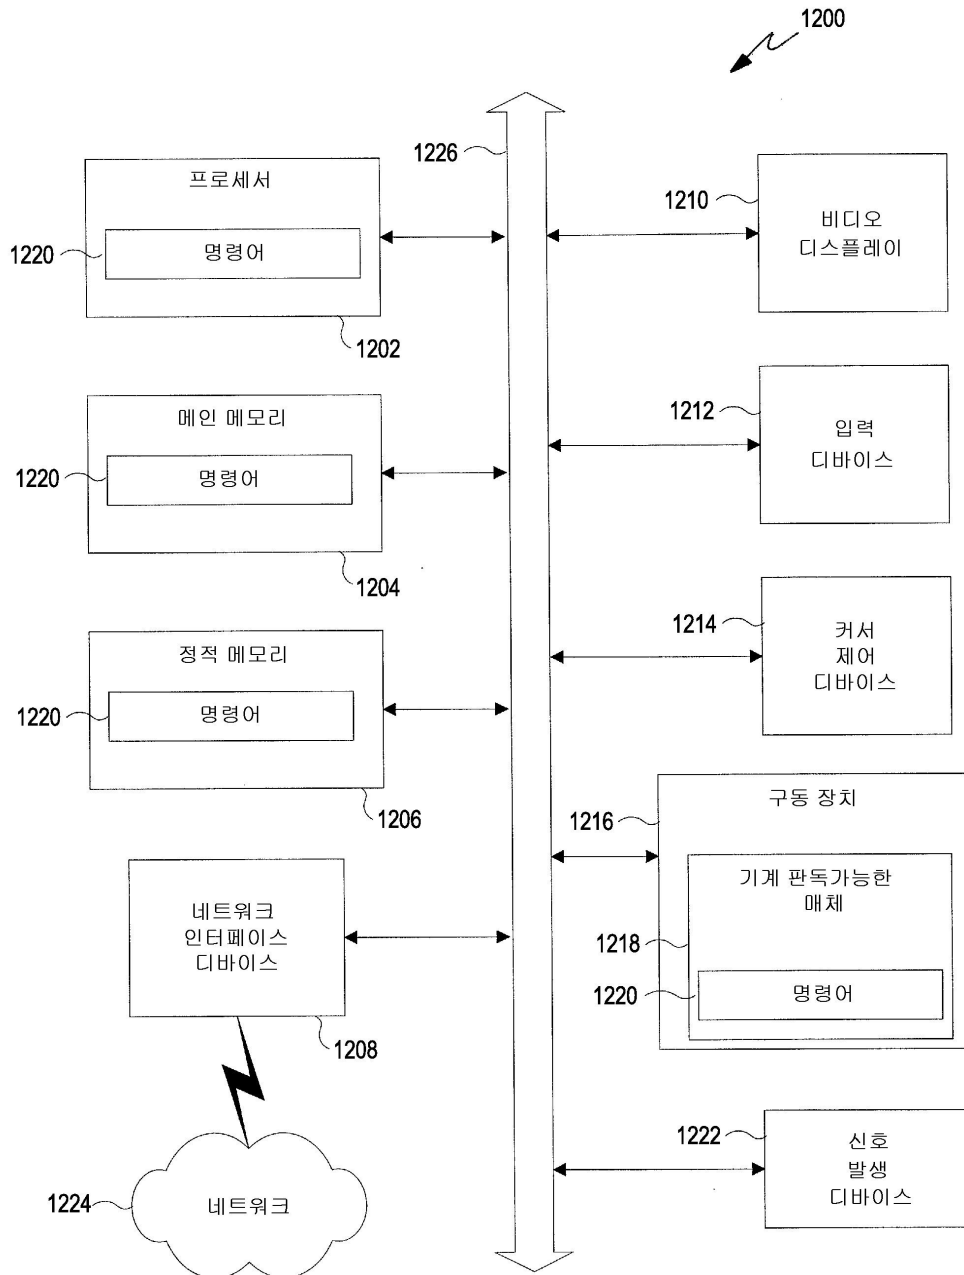 1200
1226
프로세서
1220
명령어
1202
메인 메모리
1220
명령어
1204
정적 메모리
1220
명령어
1206
네트워크
인터페이스
디바이스
1208
1224
네트워크
1210
비디오
디스플레이
1212
입력
디바이스
1214
커서
제어
디바이스
1216
구동 장치
기계 판독가능한
매체
1218
1220
명령어
1222
신호
발생
디바이스